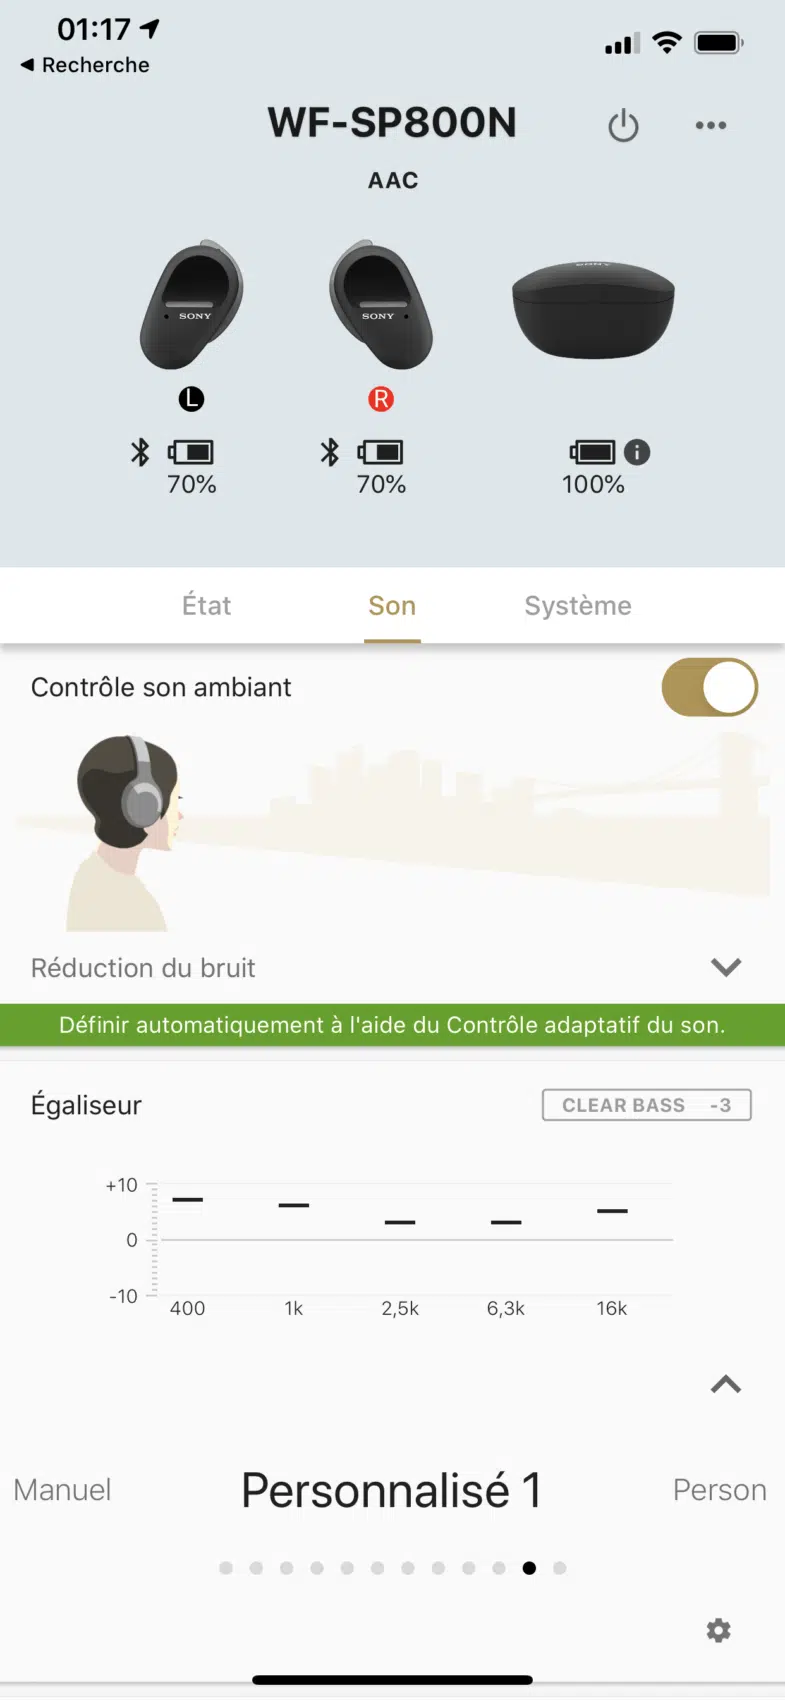 01:17
Recherche
WF-SP800N
AAC
SONY SONY SONY
L R
70% 70% 100%
État Son Système
Contrôle son ambiant
Réduction du bruit
Définir automatiquement à l'aide du Contrôle adaptatif du son.
Égaliseur CLEAR BASS -3
+10
0
-10
400 1k 2,5k 6,3k 16k
Manuel Personnalisé 1 Person